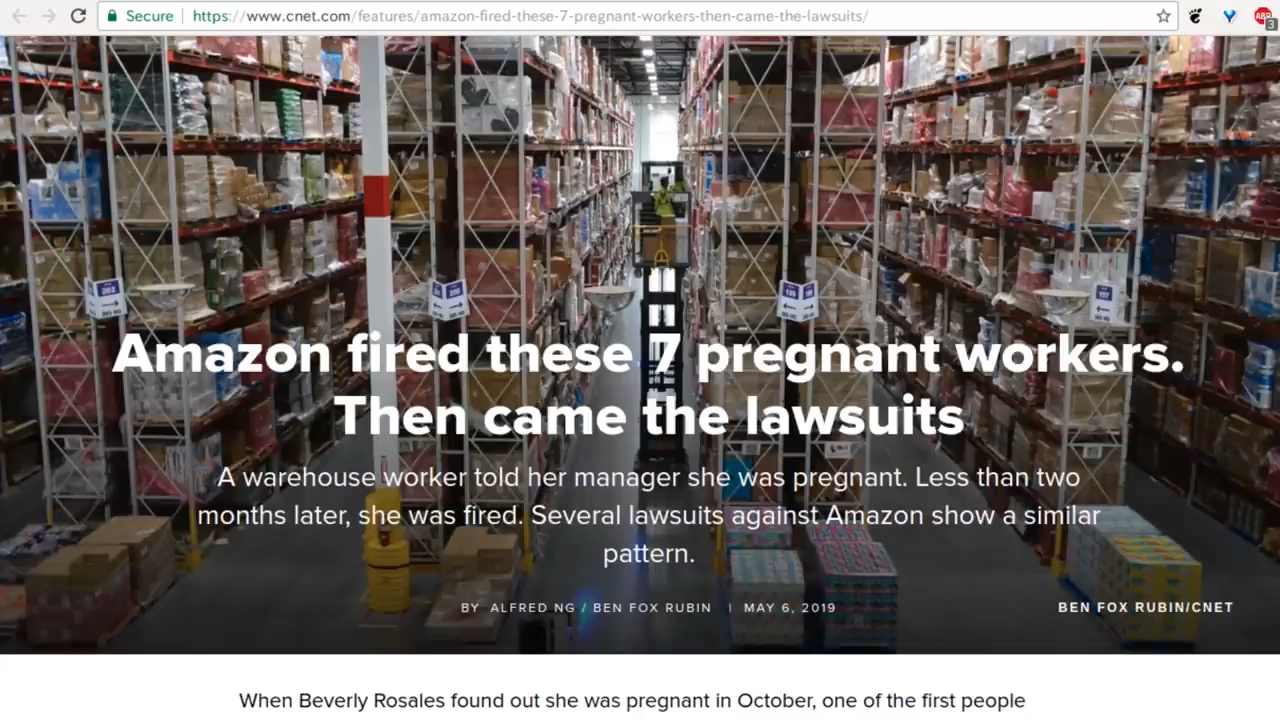 Secure https://www.cnet.com/features/amazon-fired-these-7-pregnant-workers-then-came-the-lawsuits/
ABP
3
Amazon fired these 7 pregnant workers.
Then came the lawsuits
A warehouse worker told her manager she was pregnant. Less than two
months later, she was fired. Several lawsuits against Amazon show a similar
pattern.
BY ALFRED NG / BEN FOX RUBIN | MAY 6, 2019
BEN FOX RUBIN/CNET
When Beverly Rosales found out she was pregnant in October, one of the first people